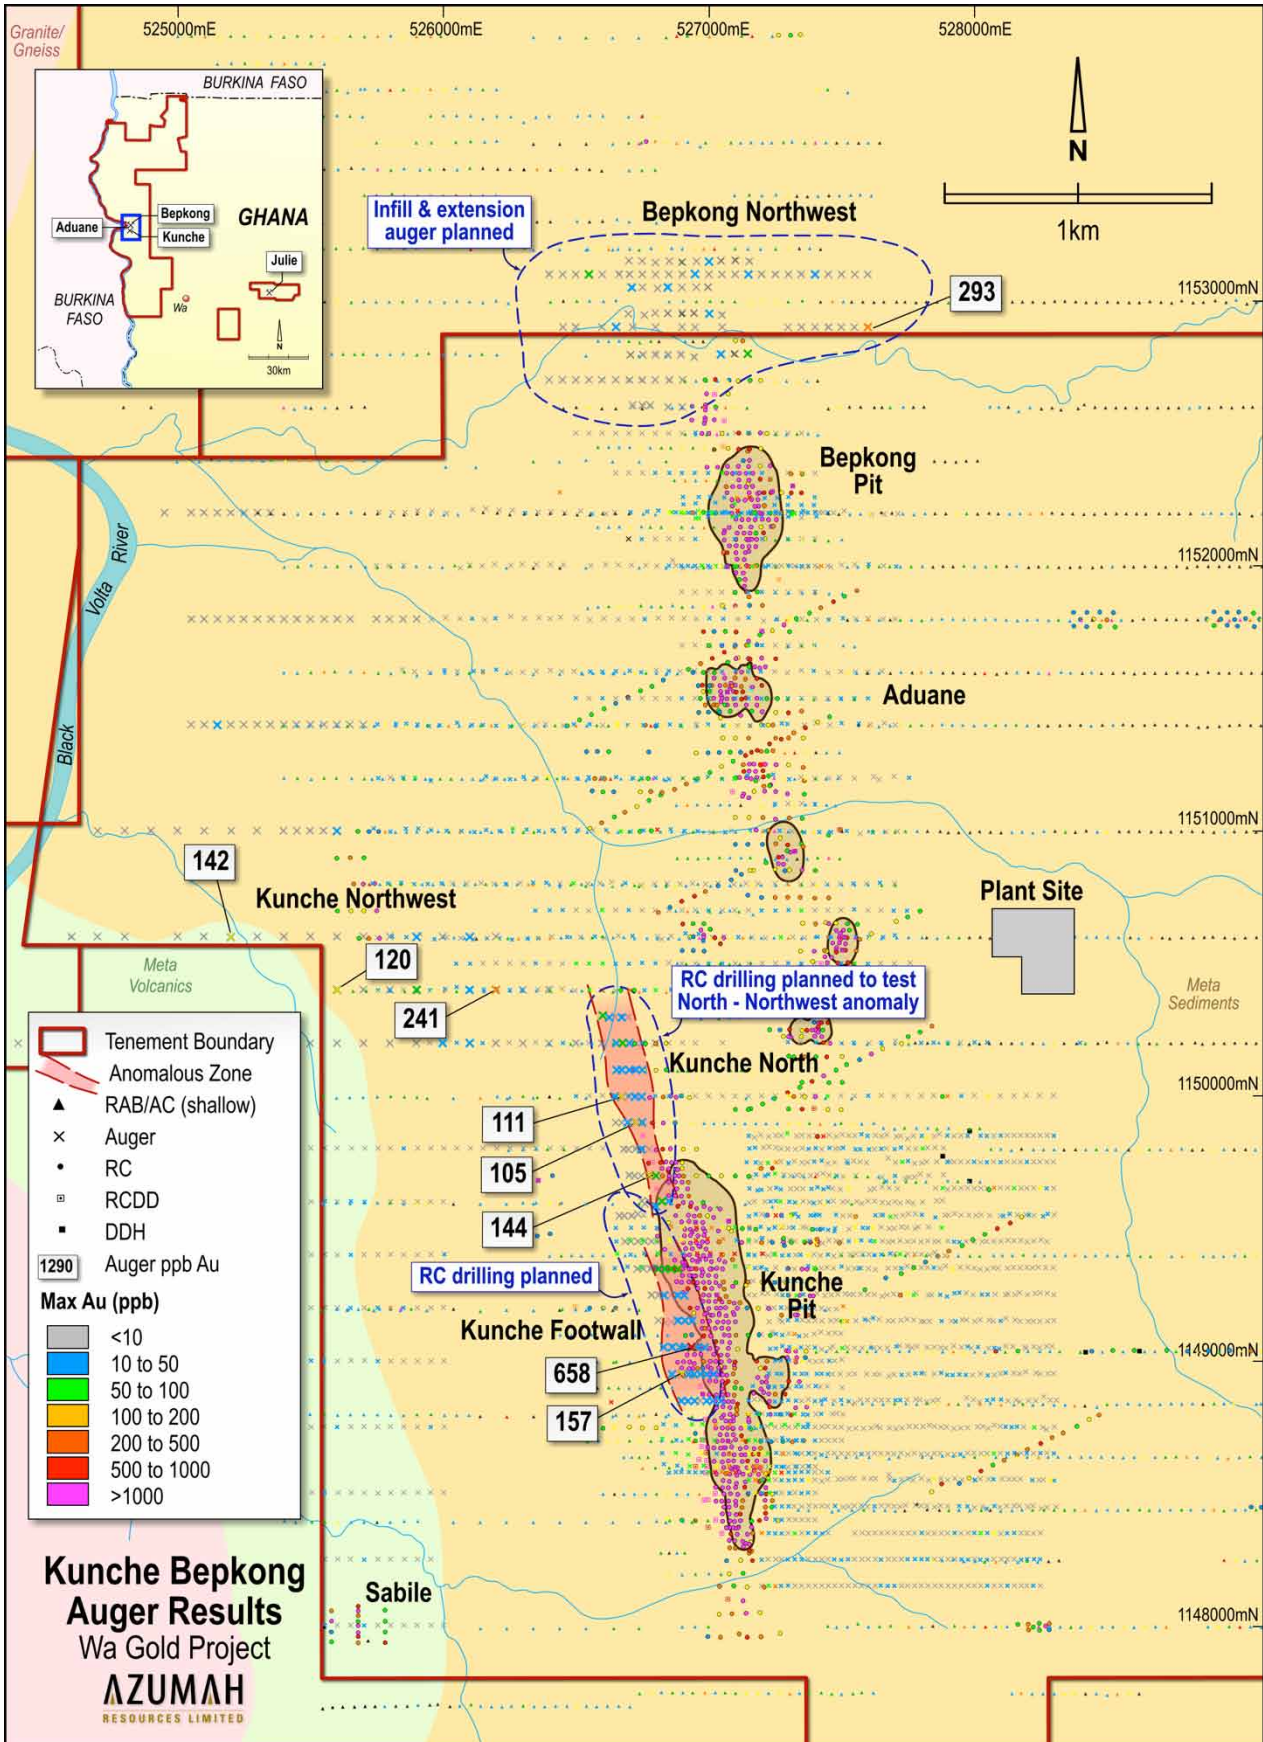 525000mE
526000mE
527000mE
528000mE
Granite/
Gneiss
BURKINA FASO
GHANA
Bepkong
Aduane
Kunche
Julie
BURKINA
FASO
Wa
N
30km
N
1km
Infill & extension
auger planned
Bepkong Northwest
293
1153000mN
Bepkong
Pit
1152000mN
Black Volta River
Aduane
1151000mN
142
Kunche Northwest
Plant Site
120
241
RC drilling planned to test
North - Northwest anomaly
Meta
Volcanics
Meta
Sediments
Kunche North
1150000mN
111
105
144
RC drilling planned
Kunche
Pit
Kunche Footwall
1149000mN
658
157
Tenement Boundary
Anomalous Zone
RAB/AC (shallow)
Auger
RC
RCDD
DDH
1290 Auger ppb Au
Max Au (ppb)
<10
10 to 50
50 to 100
100 to 200
200 to 500
500 to 1000
>1000
Sabile
1148000mN
Kunche Bepkong
Auger Results
Wa Gold Project
AZUMAH
RESOURCES LIMITED